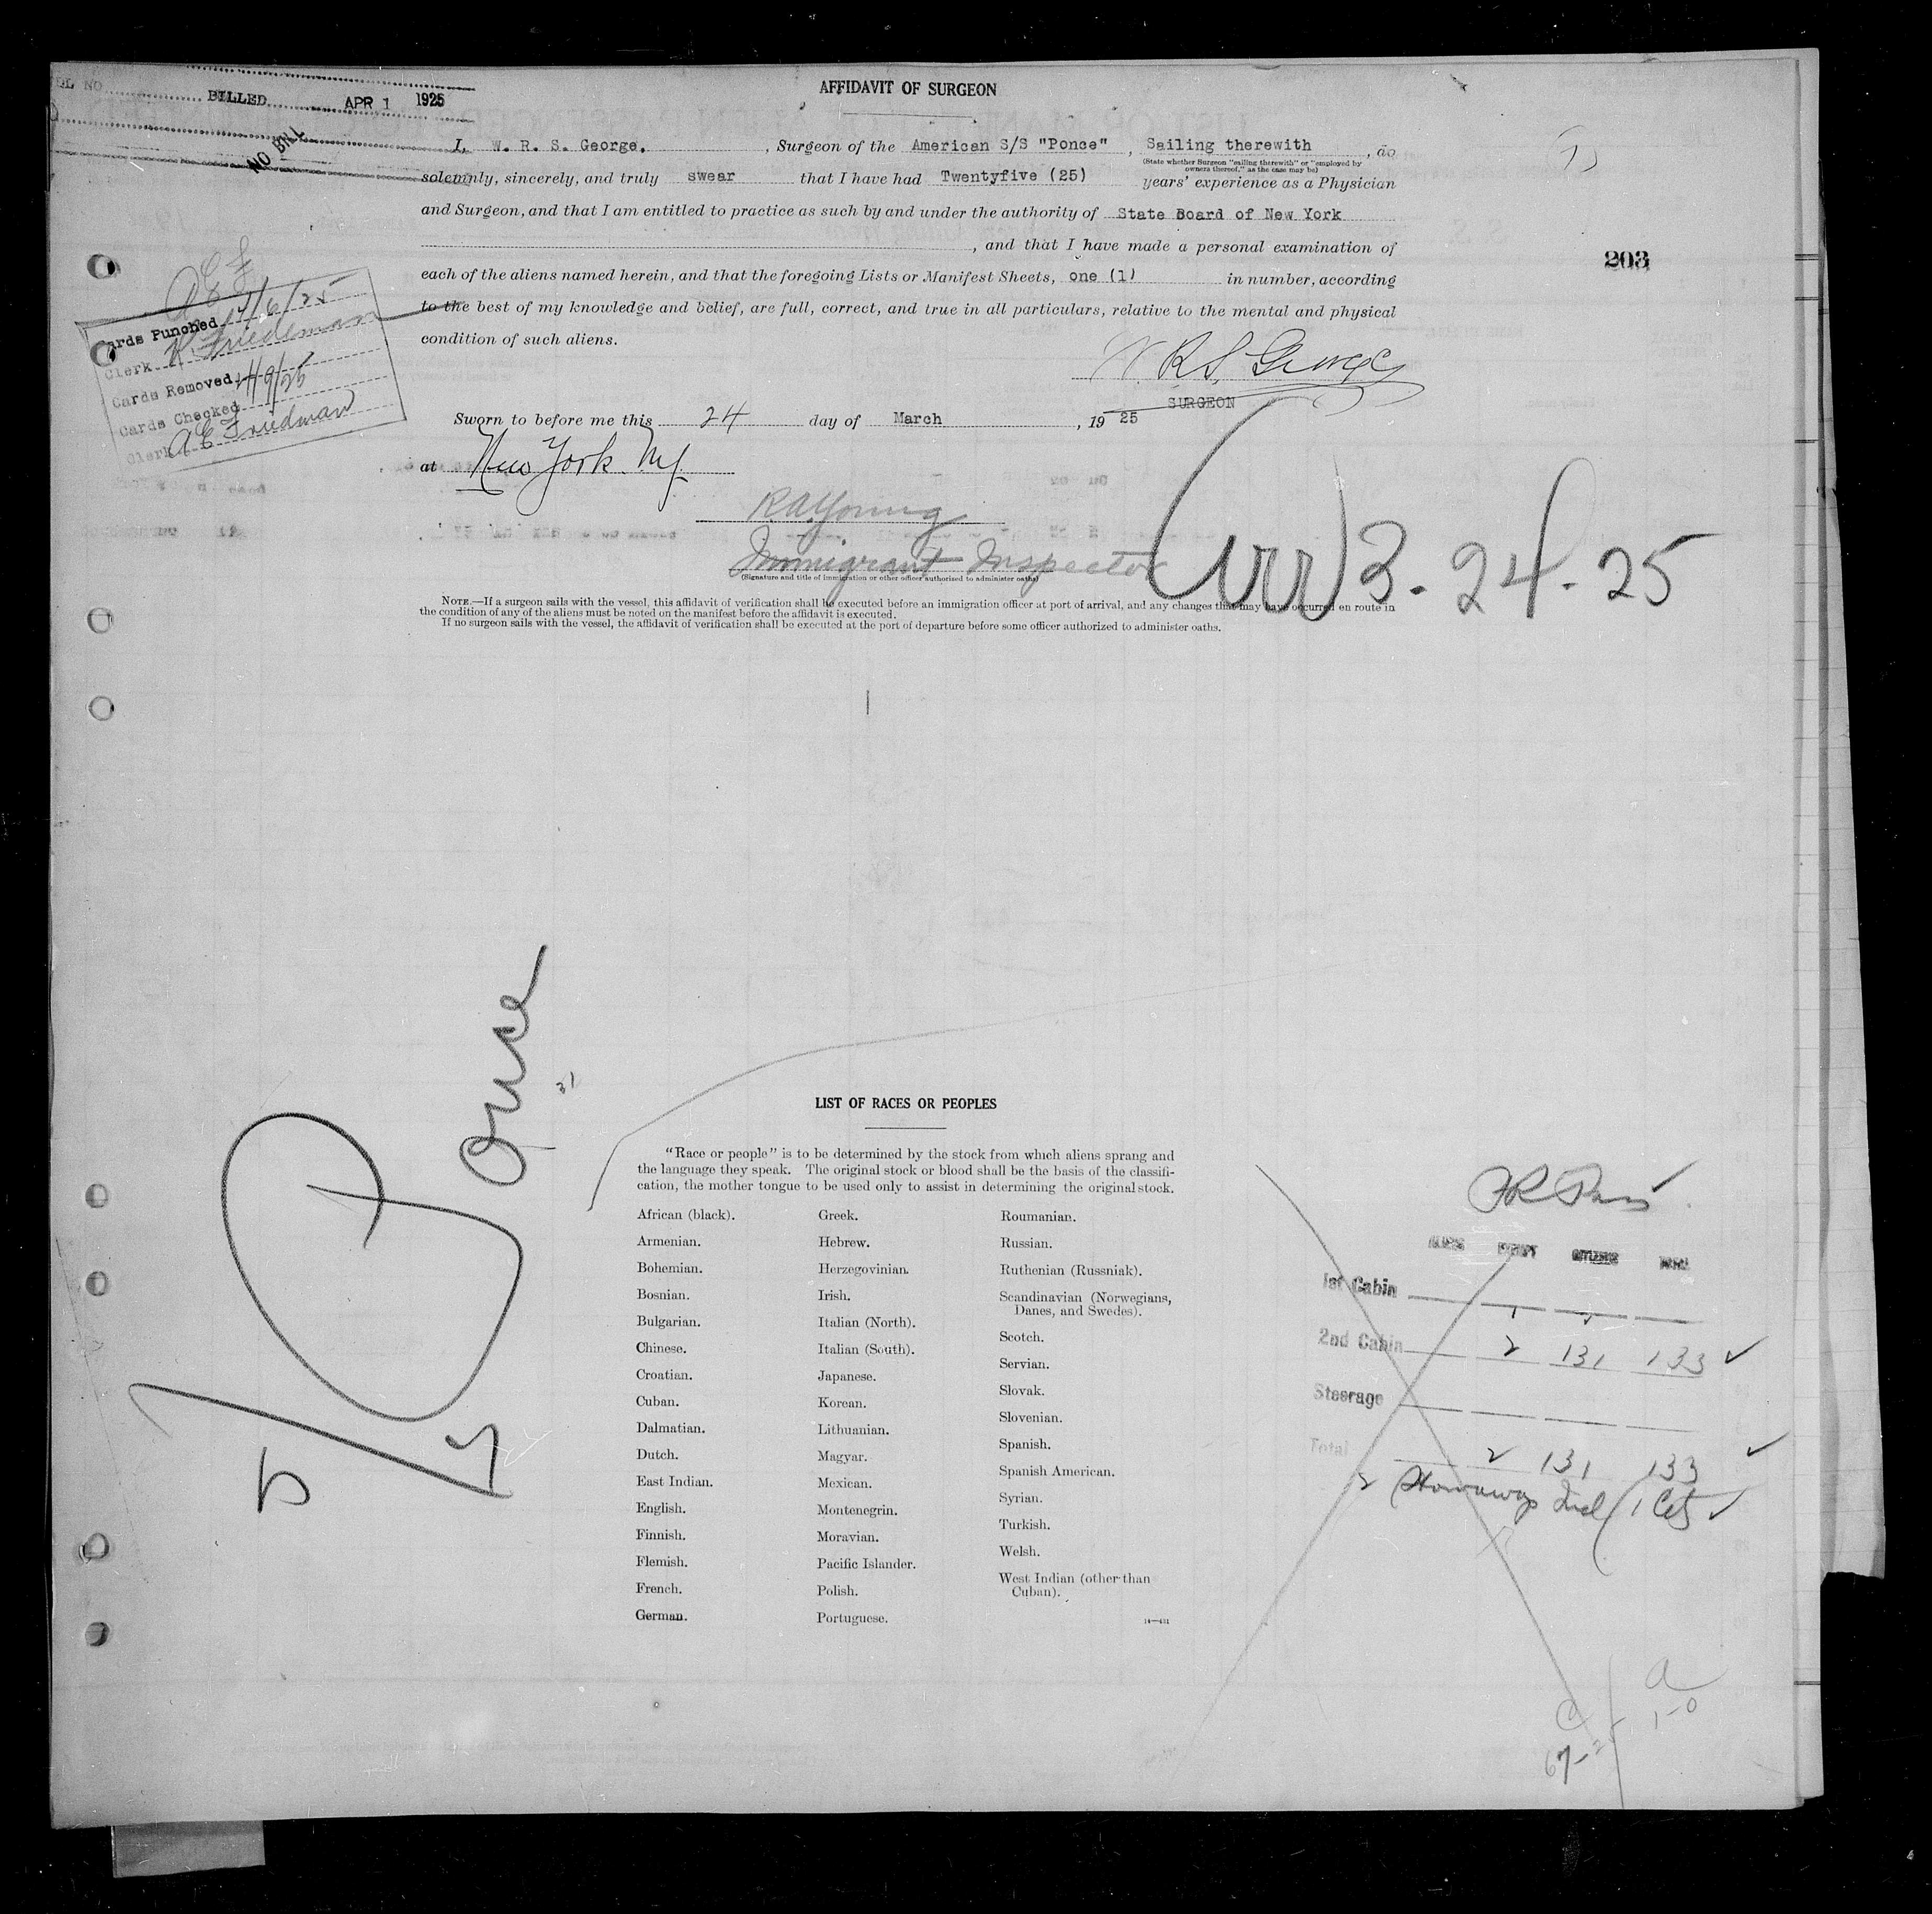 BILLED APR 1 1925
NO BILL
AFFIDAVIT OF SURGEON
I, W. R. S. George, , Surgeon of the American S/S "Ponce" , Sailing therewith , do
(State whether Surgeon "sailing therewith" or "employed by
owners thereof," as the case may be)
solemnly, sincerely, and truly swear that I have had Twentyfive (25) years' experience as a Physician
and Surgeon, and that I am entitled to practice as such by and under the authority of State Board of New York
, and that I have made a personal examination of
each of the aliens named herein, and that the foregoing Lists or Manifest Sheets, one (1) in number, according
to the best of my knowledge and belief, are full, correct, and true in all particulars, relative to the mental and physical
condition of such aliens.
203
Cards Punched 4/6/25
Clerk Friedman
Cards Removed
Cards Checked
Clerk A E Friedman
W. R. S. George
SURGEON
Sworn to before me this 24 day of March , 19 25
at New York. Ny.
R A Young
Immigrant Inspector
(Signature and title of immigration or other officer authorized to administer oaths)
3-24-25
NOTE.—If a surgeon sails with the vessel, this affidavit of verification shall be executed before an immigration officer at port of arrival, and any changes that may have occurred en route in
the condition of any of the aliens must be noted on the manifest before the affidavit is executed.
If no surgeon sails with the vessel, the affidavit of verification shall be executed at the port of departure before some officer authorized to administer oaths.
Ponce
31
LIST OF RACES OR PEOPLES
"Race or people" is to be determined by the stock from which aliens sprang and
the language they speak. The original stock or blood shall be the basis of the classifi-
cation, the mother tongue to be used only to assist in determining the original stock.
African (black).
Armenian.
Bohemian.
Bosnian.
Bulgarian.
Chinese.
Croatian.
Cuban.
Dalmatian.
Dutch.
East Indian.
English.
Finnish.
Flemish.
French.
German.
Greek.
Hebrew.
Herzegovinian.
Irish.
Italian (North).
Italian (South).
Japanese.
Korean.
Lithuanian.
Magyar.
Mexican.
Montenegrin.
Moravian.
Pacific Islander.
Polish.
Portuguese.
Roumanian.
Russian.
Ruthenian (Russniak).
Scandinavian (Norwegians,
Danes, and Swedes).
Scotch.
Servian.
Slovak.
Slovenian.
Spanish.
Spanish American.
Syrian.
Turkish.
Welsh.
West Indian (other than
Cuban).
ALIENS CITIZENS TOTAL
1st Cabin
2nd Cabin 2 131 133
Steerage
Total 2 131 133
2 Stowaways Incl